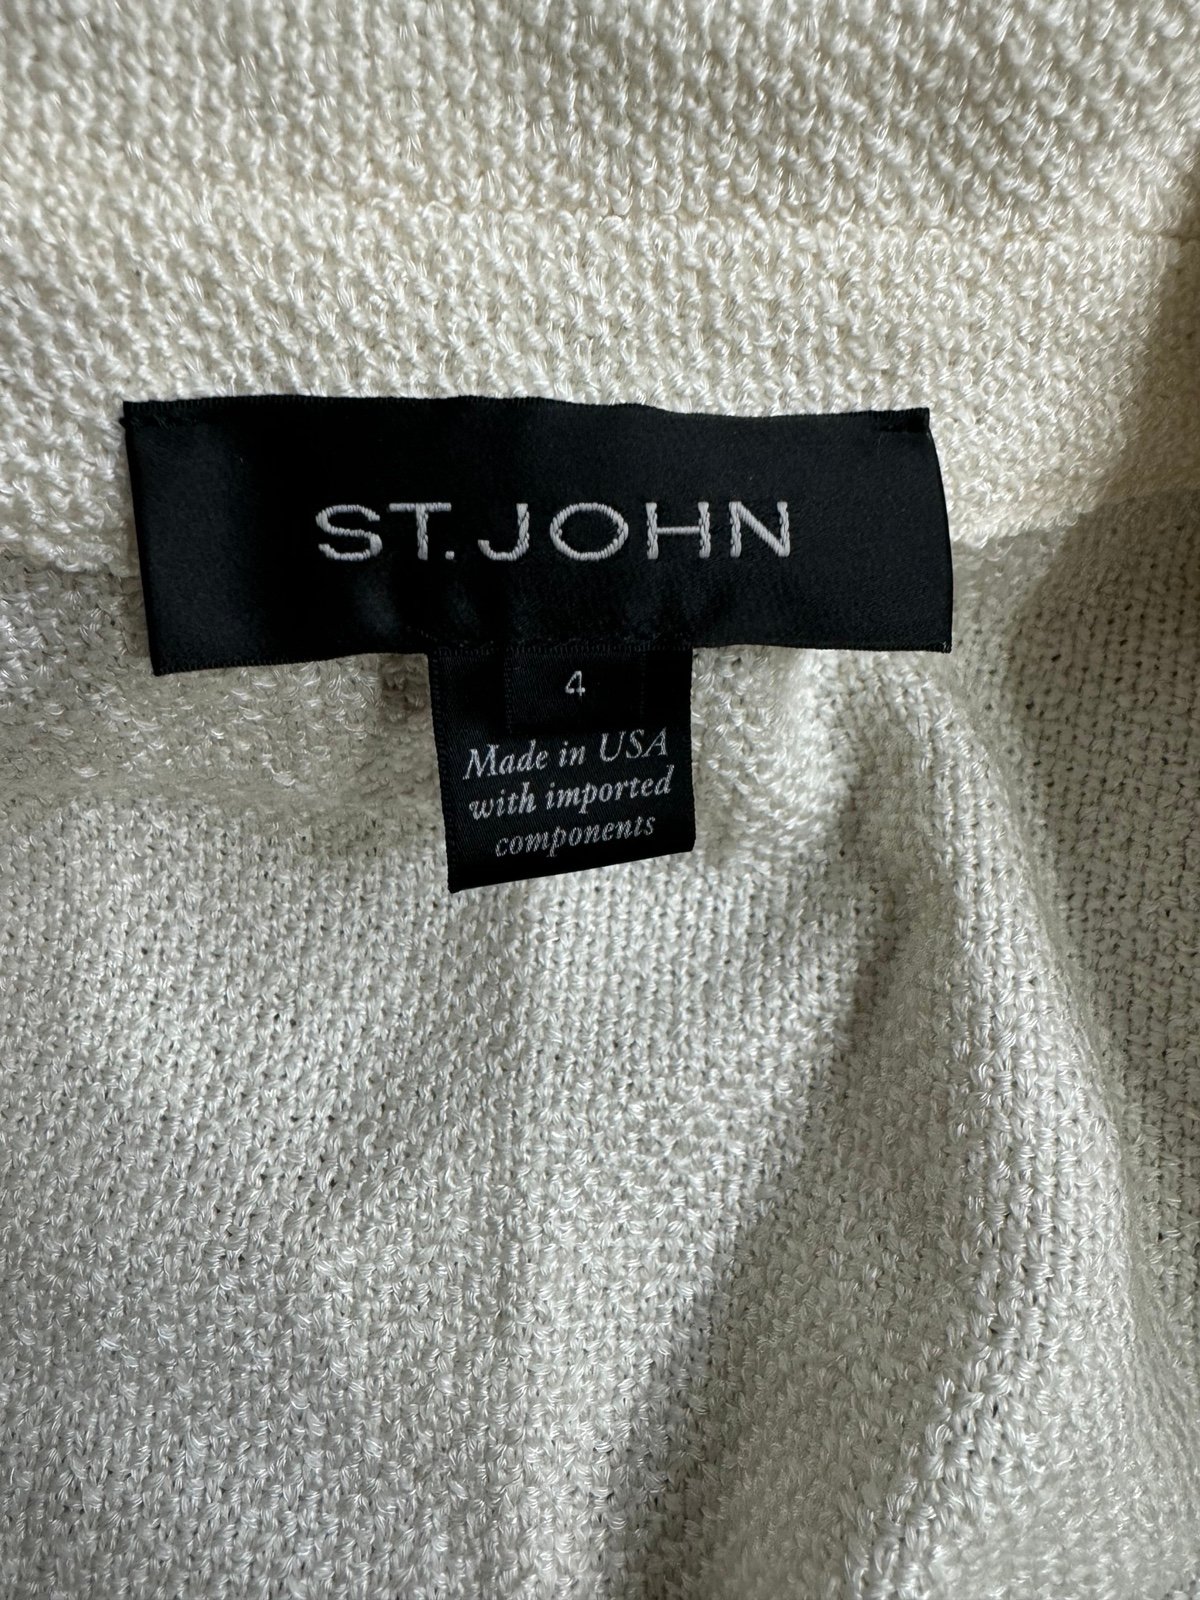 ST. JOHN
4
Made in USA
with imported
components